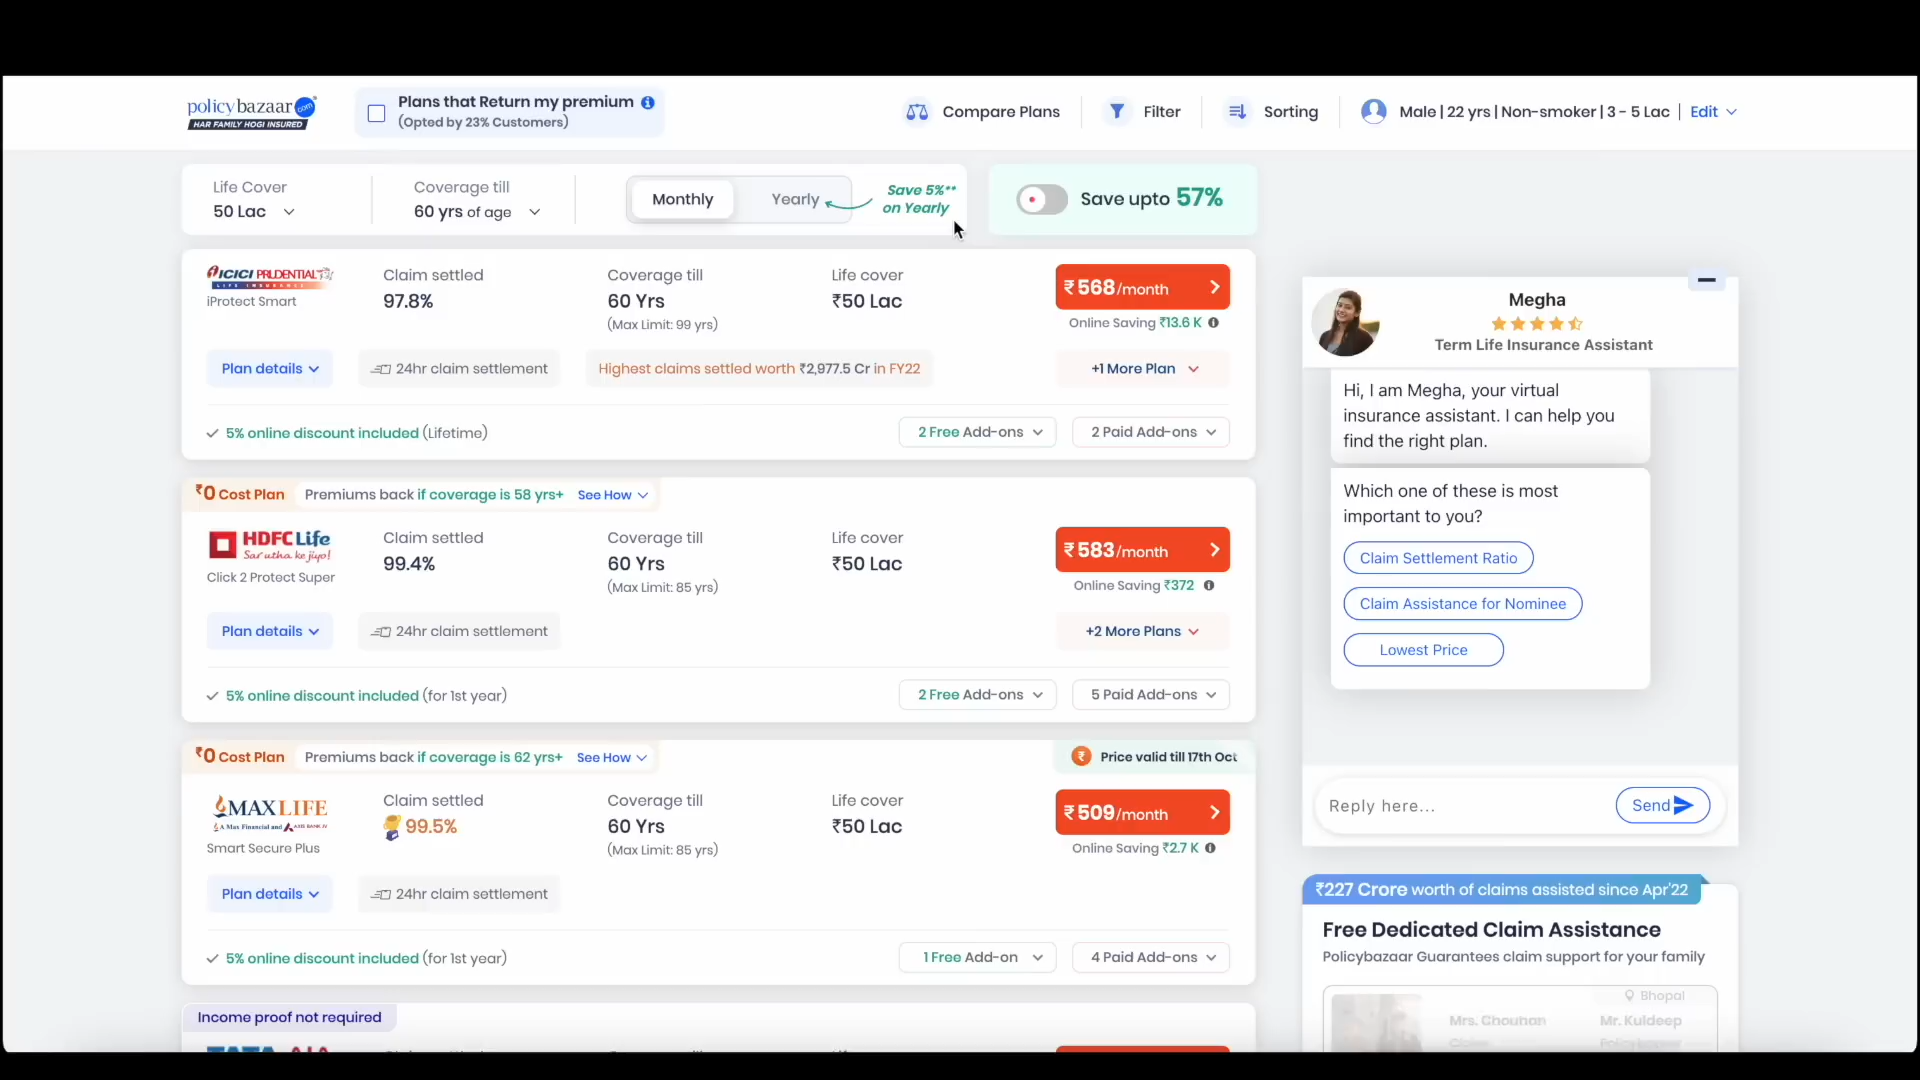 policybazaar.com
HAR FAMILY HOGI INSURED
Plans that Return my premium
(Opted by 23% Customers)
Compare Plans
Filter
Sorting
Male | 22 yrs | Non-smoker | 3 - 5 Lac | Edit
Life Cover
50 Lac
Coverage till
60 yrs of age
Monthly
Yearly
Save 5%**
on Yearly
Save upto 57%
ICICI PRUDENTIAL
LIFE INSURANCE
iProtect Smart
Claim settled
97.8%
Coverage till
60 Yrs
(Max Limit: 99 yrs)
Life cover
₹50 Lac
₹568/month
Online Saving ₹13.6 K
Plan details
24hr claim settlement
Highest claims settled worth ₹2,977.5 Cr in FY22
+1 More Plan
5% online discount included (Lifetime)
2 Free Add-ons
2 Paid Add-ons
₹0 Cost Plan
Premiums back if coverage is 58 yrs+ See How
HDFC Life
Sar utha ke jiyo!
Click 2 Protect Super
Claim settled
99.4%
Coverage till
60 Yrs
(Max Limit: 85 yrs)
Life cover
₹50 Lac
₹583/month
Online Saving ₹372
Plan details
24hr claim settlement
+2 More Plans
5% online discount included (for 1st year)
2 Free Add-ons
5 Paid Add-ons
₹0 Cost Plan
Premiums back if coverage is 62 yrs+ See How
Price valid till 17th Oct
MAX LIFE
A Max Financial and AXIS BANK JV
Smart Secure Plus
Claim settled
99.5%
Coverage till
60 Yrs
(Max Limit: 85 yrs)
Life cover
₹50 Lac
₹509/month
Online Saving ₹2.7 K
Plan details
24hr claim settlement
5% online discount included (for 1st year)
1 Free Add-on
4 Paid Add-ons
Income proof not required
Megha
Term Life Insurance Assistant
Hi, I am Megha, your virtual
insurance assistant. I can help you
find the right plan.
Which one of these is most
important to you?
Claim Settlement Ratio
Claim Assistance for Nominee
Lowest Price
Reply here...
Send
₹227 Crore worth of claims assisted since Apr'22
Free Dedicated Claim Assistance
Policybazaar Guarantees claim support for your family
Bhopal
Mrs. Chouhan
Mr. Kuldeep